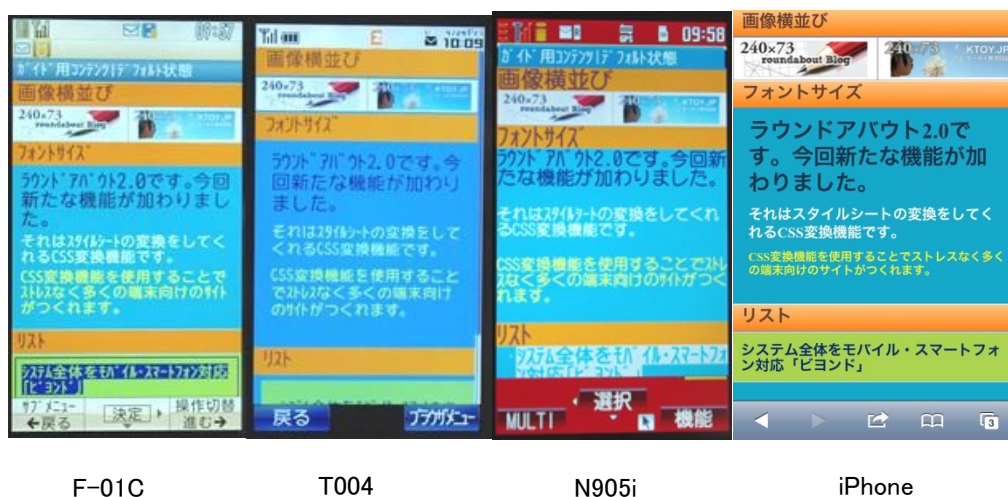 09:57
ガイド用コンテンツ|デフォルト状態
画像横並び
240×73
roundabout Blog
240×73
KTOY.JP
フォントサイズ
ラウンドアバウト2.0です。今回
新たな機能が加わりまし
た。
それはスタイルシートの変換をしてく
れるCSS変換機能です。
CSS変換機能を使用することで
ストレスなく多くの端末向けのサイト
がつくれます。
リスト
システム全体をモバイル・スマートフォン対応
「ビヨンド」
サブメニュー
←戻る
決定
操作切替
進む→
F-01C
10:09
画像横並び
240×73
roundabout Blog
240×73
KTOY.JP
フォントサイズ
ラウンドアバウト2.0です。今
回新たな機能が加わり
ました。
それはスタイルシートの変換をして
くれるCSS変換機能です。
CSS変換機能を使用すること
でストレスなく多くの端末向け
のサイトがつくれます。
リスト
戻る
ブラウザメニュー
T004
09:58
ガイド用コンテンツ|デフォルト状態
画像横並び
240×73
roundabout Blog
240×73
KTOY.JP
フォントサイズ
ラウンドアバウト2.0です。今回新
たな機能が加わりました。
それはスタイルシートの変換をしてくれ
るCSS変換機能です。
CSS変換機能を使用することでストレ
スなく多くの端末向けのサイトがつく
れます。
リスト
・システム全体をモバイル・スマートフォ
ン対応「ビヨンド」
MULTI
選択
機能
N905i
画像横並び
240×73
roundabout Blog
240×73
KTOY.JP
フォントサイズ
ラウンドアバウト2.0で
す。今回新たな機能が加
わりました。
それはスタイルシートの変換をしてく
れるCSS変換機能です。
CSS変換機能を使用することでストレスなく多く
の端末向けのサイトがつくれます。
リスト
システム全体をモバイル・スマートフォ
ン対応「ビヨンド」
3
iPhone